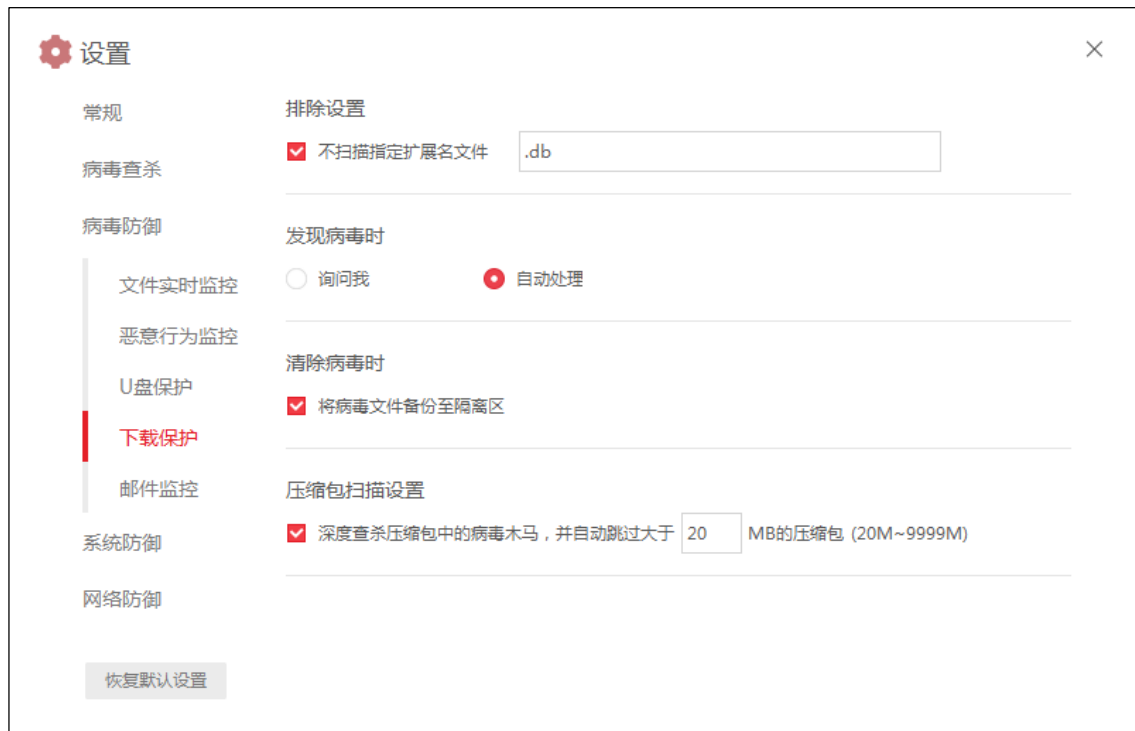 设置
常规
病毒查杀
病毒防御
文件实时监控
恶意行为监控
U盘保护
下载保护
邮件监控
系统防御
网络防御
恢复默认设置
排除设置
不扫描指定扩展名文件 .db
发现病毒时
询问我 自动处理
清除病毒时
将病毒文件备份至隔离区
压缩包扫描设置
深度查杀压缩包中的病毒木马，并自动跳过大于 20 MB的压缩包 (20M~9999M)